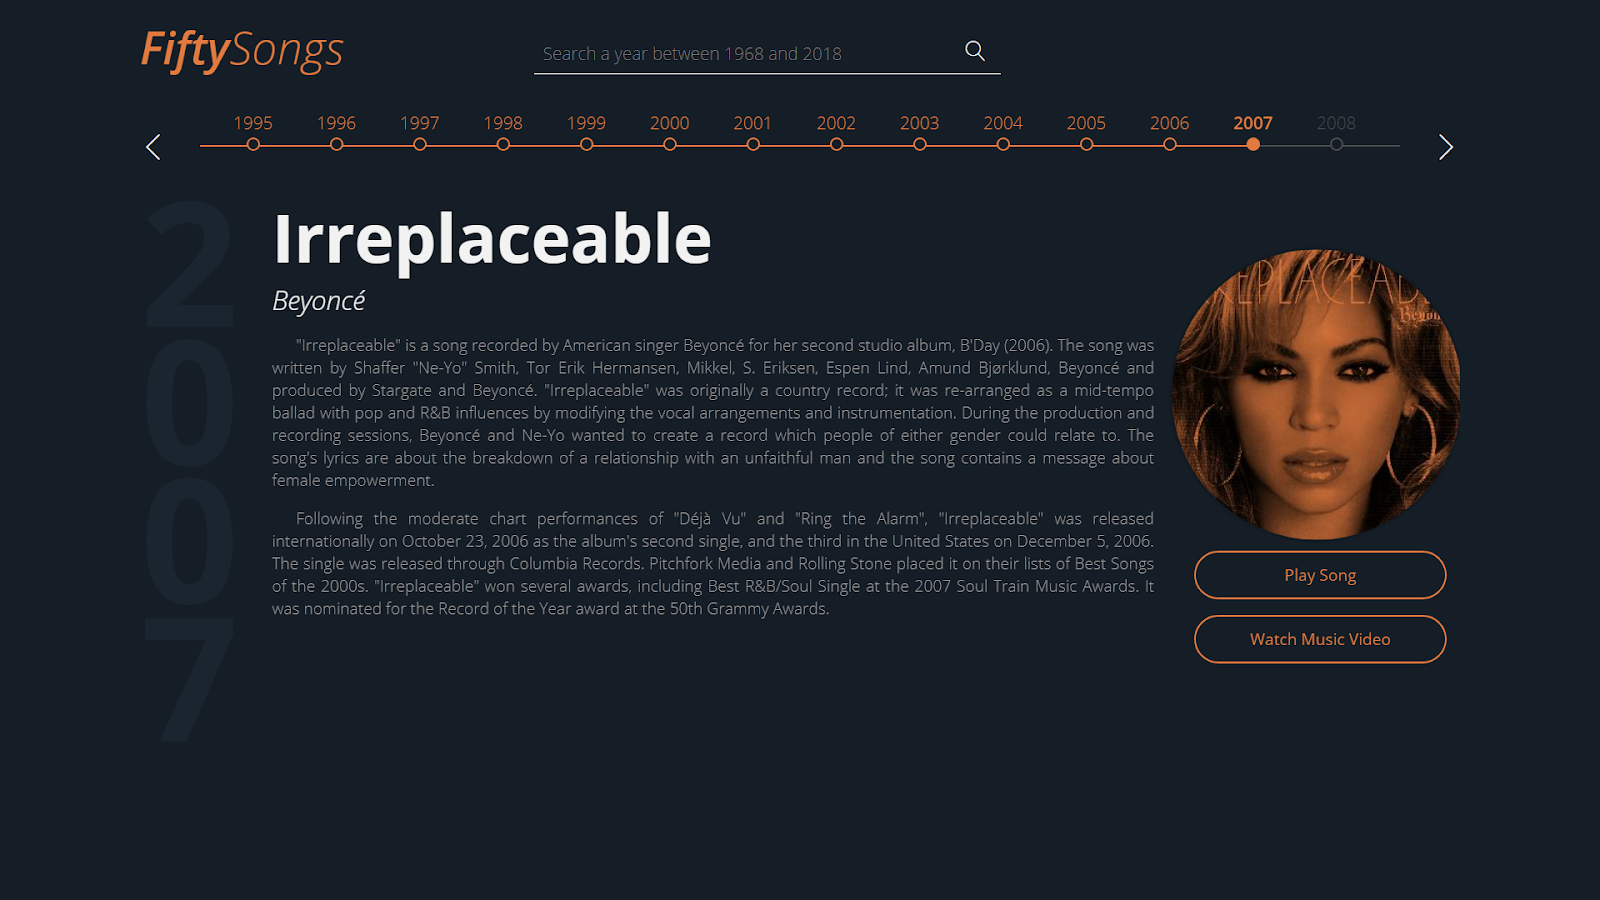 FiftySongs
Search a year between 1968 and 2018
1995 1996 1997 1998 1999 2000 2001 2002 2003 2004 2005 2006 2007 2008
2
0
0
7
Irreplaceable
Beyoncé
"Irreplaceable" is a song recorded by American singer Beyoncé for her second studio album, B'Day (2006). The song was
written by Shaffer "Ne-Yo" Smith, Tor Erik Hermansen, Mikkel, S. Eriksen, Espen Lind, Amund Bjørklund, Beyoncé and
produced by Stargate and Beyoncé. "Irreplaceable" was originally a country record; it was re-arranged as a mid-tempo
ballad with pop and R&B influences by modifying the vocal arrangements and instrumentation. During the production and
recording sessions, Beyoncé and Ne-Yo wanted to create a record which people of either gender could relate to. The
song's lyrics are about the breakdown of a relationship with an unfaithful man and the song contains a message about
female empowerment.
Following the moderate chart performances of "Déjà Vu" and "Ring the Alarm", "Irreplaceable" was released
internationally on October 23, 2006 as the album's second single, and the third in the United States on December 5, 2006.
The single was released through Columbia Records. Pitchfork Media and Rolling Stone placed it on their lists of Best Songs
of the 2000s. "Irreplaceable" won several awards, including Best R&B/Soul Single at the 2007 Soul Train Music Awards. It
was nominated for the Record of the Year award at the 50th Grammy Awards.
Play Song
Watch Music Video